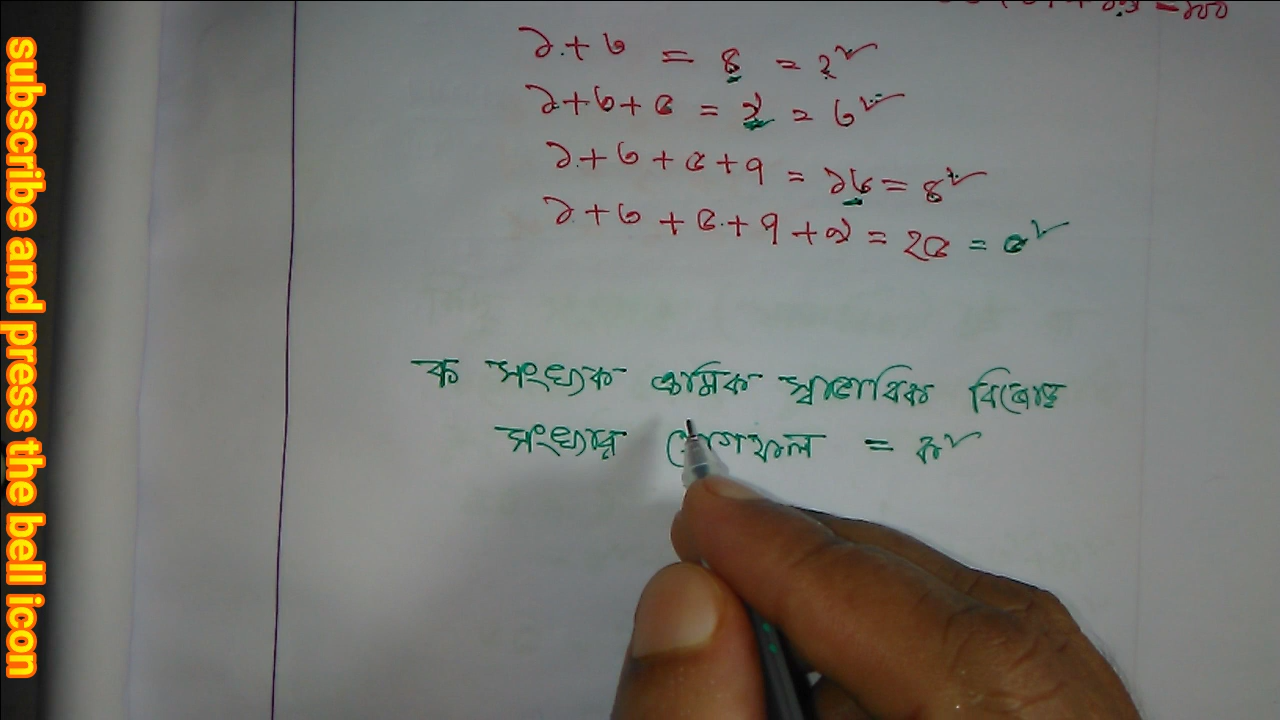 ১+৩ = ৪ = ২²
১+৩+৫ = ৯ = ৩²
১+৩+৫+৭ = ১৬ = ৪²
১+৩+৫+৭+৯ = ২৫ = ৫²
ক সংখ্যক ক্রমিক স্বাভাবিক বিজোড়
সংখ্যার যোগফল = ক²
subscribe and press the bell icon